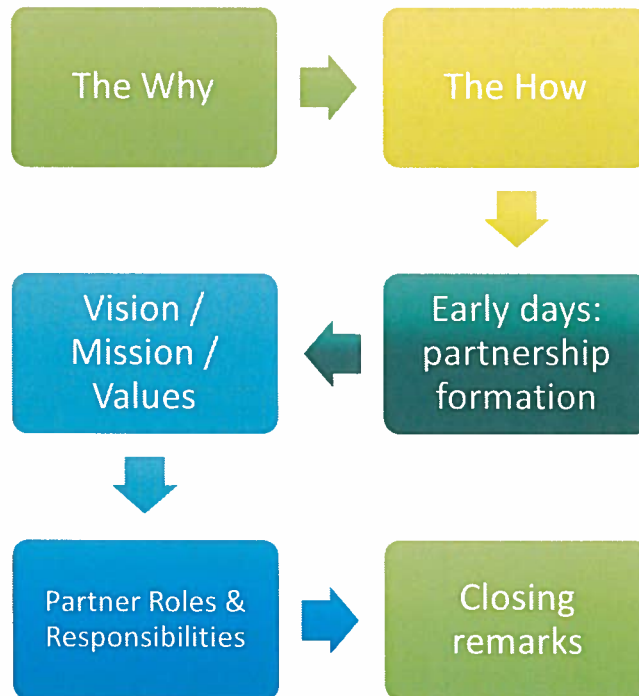 The Why
The How
Early days:
partnership
formation
Vision /
Mission /
Values
Partner Roles &
Responsibilities
Closing
remarks